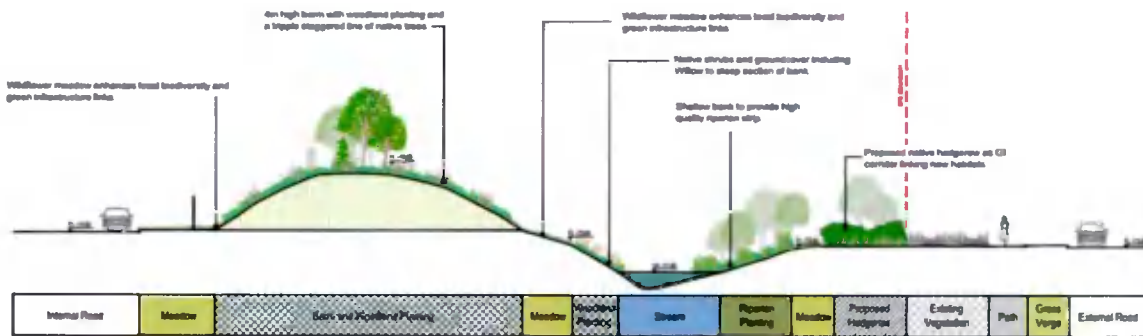 4m high berm with woodland planting and
a tripple staggered line of native trees.
Wildflower meadow enhances local biodiversity and
green infrastructure links.
Native shrubs and groundcover including
Willow to steep section of bank.
Wildflower meadow enhances local biodiversity and
green infrastructure links.
Shallow bank to provide high
quality riparian strip.
Proposed native hedgerow as GI
corridor linking new habitats.
Internal Road
Meadow
Berm and Woodland Planting
Meadow
Woodland
Planting
Stream
Riparian
Planting
Meadow
Proposed
Hedgerow
Existing
Vegetation
Path
Grass
Verge
External Road